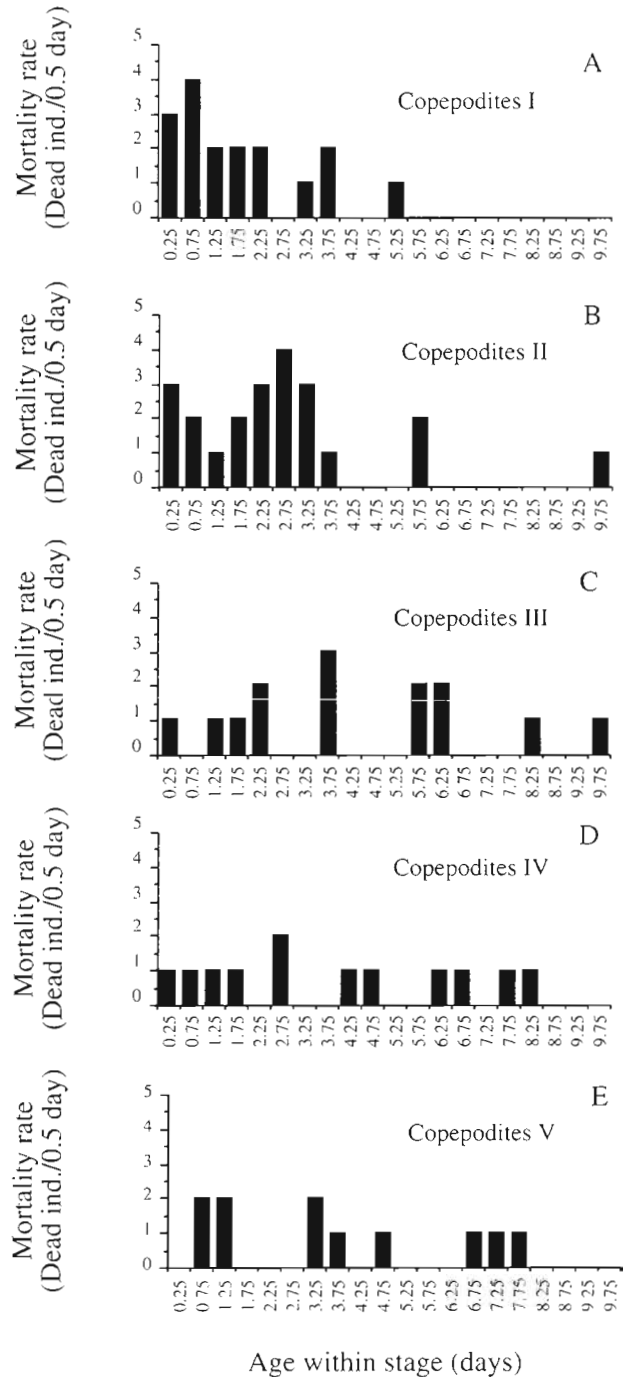 Mortality rate
(Dead ind./0.5 day)
A
Copepodites I
5
4
3
2
1
0
0.25 0.75 1.25 1.75 2.25 2.75 3.25 3.75 4.25 4.75 5.25 5.75 6.25 6.75 7.25 7.75 8.25 8.75 9.25 9.75
Mortality rate
(Dead ind./0.5 day)
B
Copepodites II
5
4
3
2
1
0
0.25 0.75 1.25 1.75 2.25 2.75 3.25 3.75 4.25 4.75 5.25 5.75 6.25 6.75 7.25 7.75 8.25 8.75 9.25 9.75
Mortality rate
(Dead ind./0.5 day)
C
Copepodites III
5
4
3
2
1
0
0.25 0.75 1.25 1.75 2.25 2.75 3.25 3.75 4.25 4.75 5.25 5.75 6.25 6.75 7.25 7.75 8.25 8.75 9.25 9.75
Mortality rate
(Dead ind./0.5 day)
D
Copepodites IV
5
4
3
2
1
0
0.25 0.75 1.25 1.75 2.25 2.75 3.25 3.75 4.25 4.75 5.25 5.75 6.25 6.75 7.25 7.75 8.25 8.75 9.25 9.75
Mortality rate
(Dead ind./0.5 day)
E
Copepodites V
5
4
3
2
1
0
0.25 0.75 1.25 1.75 2.25 2.75 3.25 3.75 4.25 4.75 5.25 5.75 6.25 6.75 7.25 7.75 8.25 8.75 9.25 9.75
Age within stage (days)